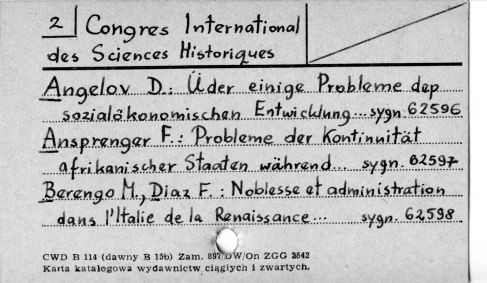 2 Congres International
des Sciences Historiques
Angelov D.: Üder einige Probleme dep
sozialökonomischen Entwicklung... sygn. 62596
Ansprenger F.: Probleme der Kontinuität
afrikanischer Staaten während... sygn. 62597
Berengo M., Diaz F.: Noblesse et administration
dans l'Italie de la Renaissance... sygn. 62598
CWD B 114 (dawny B 15b) Zam. 897/DW/On ZGG 2542
Karta katalogowa wydawnictw ciągłych i zwartych.